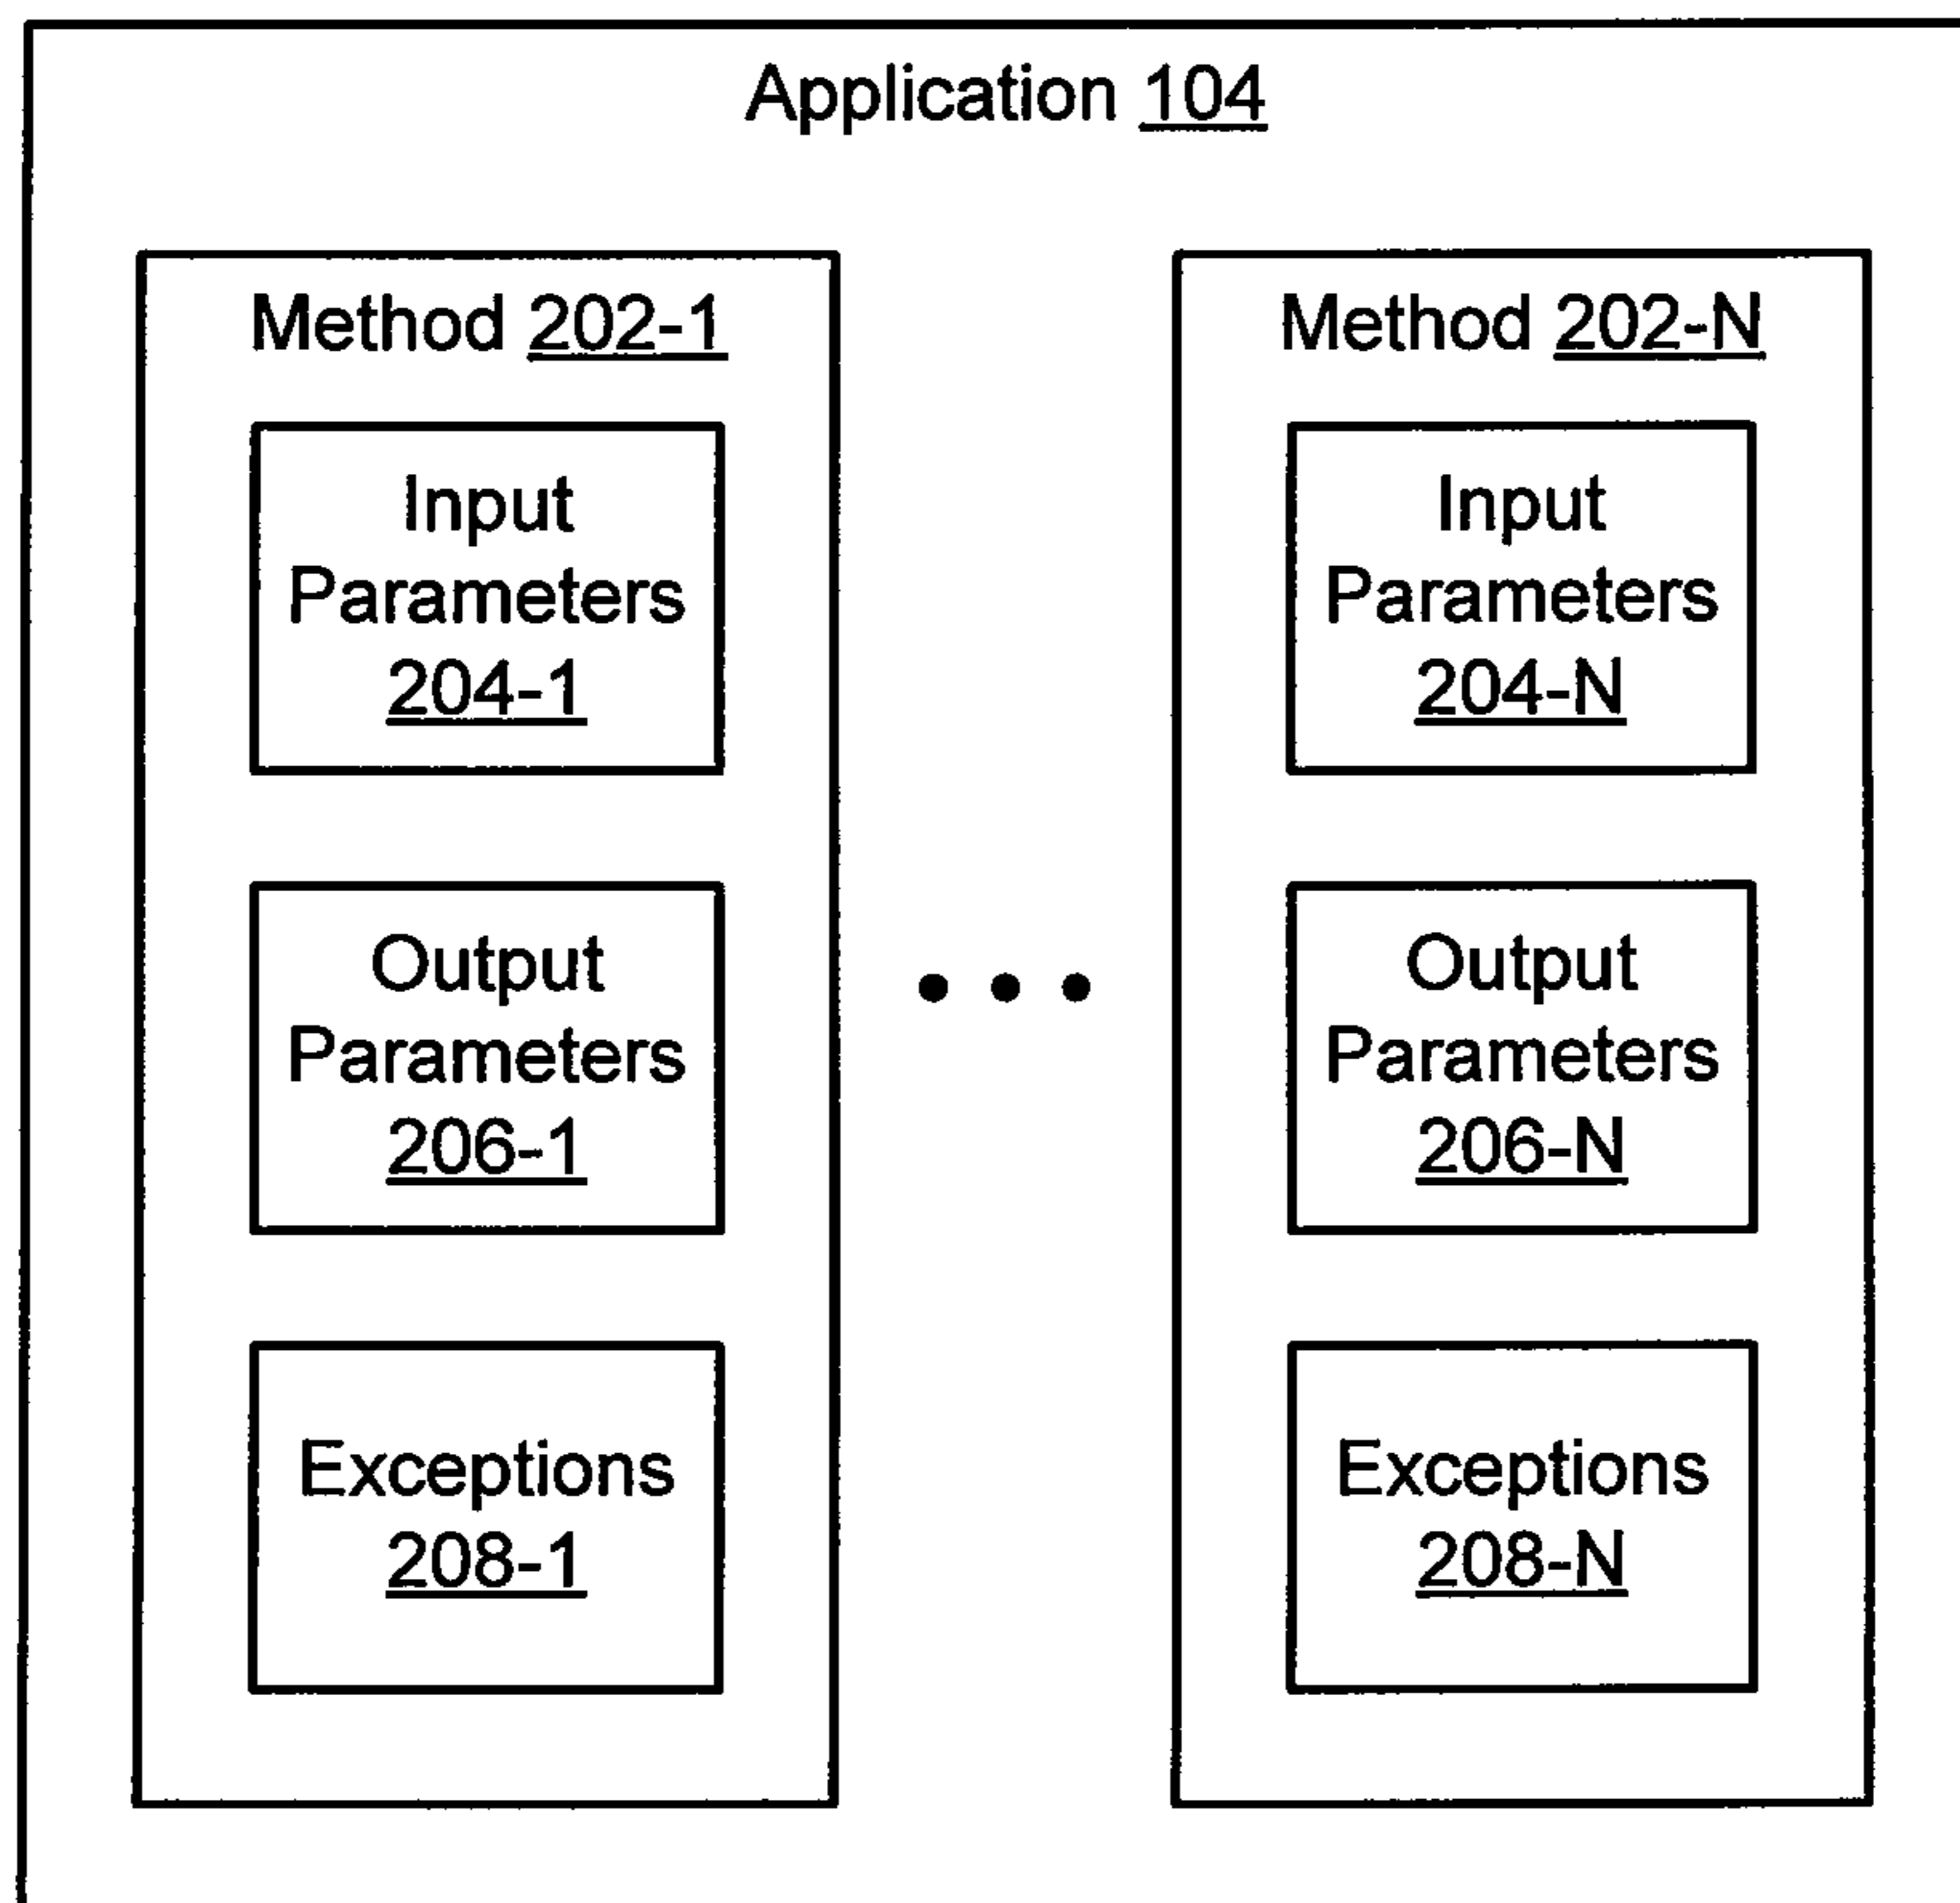 Application 104
Method 202-1
Input
Parameters
204-1
Output
Parameters
206-1
Exceptions
208-1
Method 202-N
Input
Parameters
204-N
Output
Parameters
206-N
Exceptions
208-N